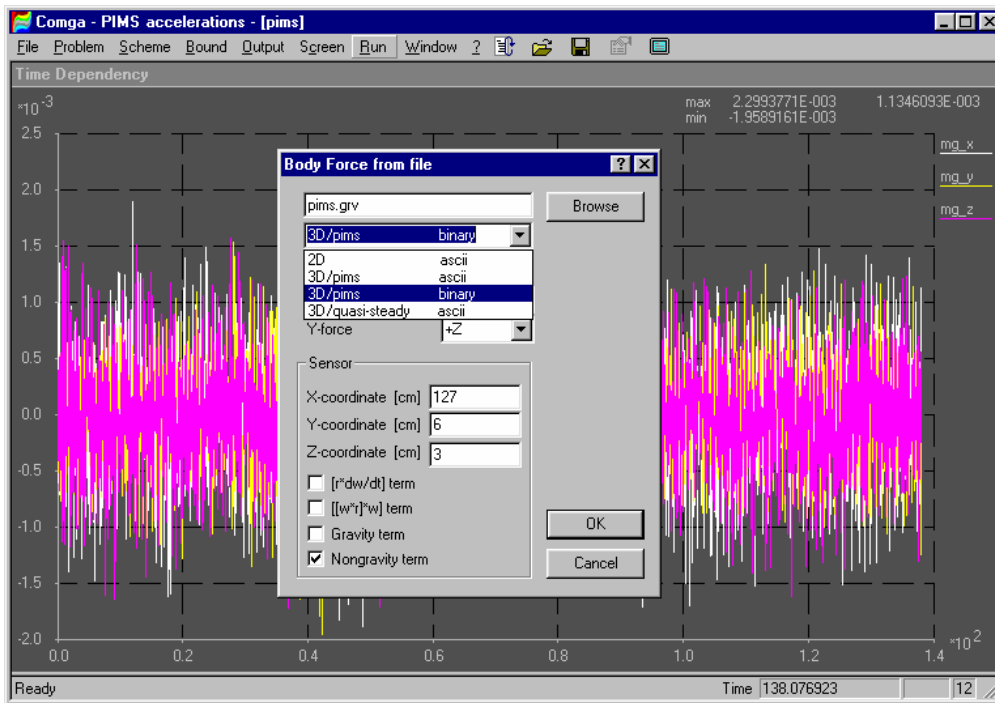 Comga - PIMS accelerations - [pims]
File Problem Scheme Bound Output Screen Run Window ?
Time Dependency
*10 -3
max 2.2993771E-003 1.1346093E-003
min -1.9589161E-003
2.5
2.0
1.5
1.0
0.5
0.0
-0.5
-1.0
-1.5
-2.0
mg_x
mg_y
mg_z
Body Force from file
pims.grv
Browse
3D/pims binary
2D ascii
3D/pims ascii
3D/pims binary
3D/quasi-steady ascii
Y-force +Z
Sensor
X-coordinate [cm] 127
Y-coordinate [cm] 6
Z-coordinate [cm] 3
[r*dw/dt] term
[[w*r]*w] term
Gravity term
Nongravity term
OK
Cancel
0.0 0.2 0.4 0.6 0.8 1.0 1.2 1.4 *10 2
Ready
Time 138.076923 12